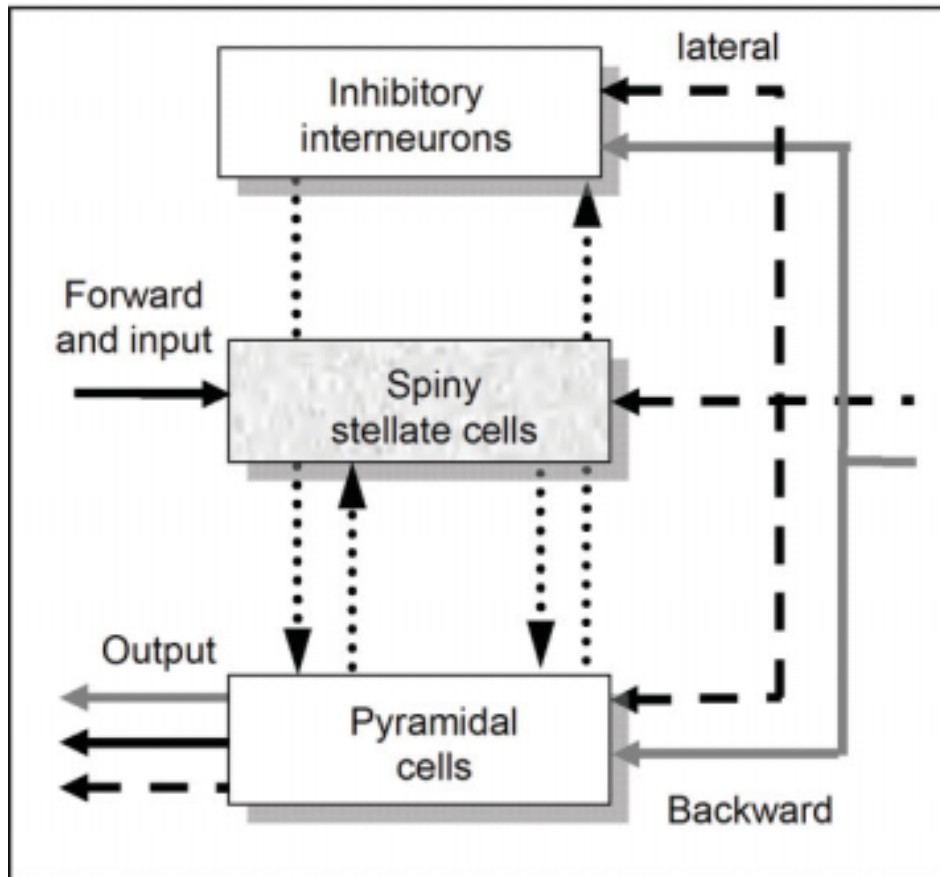 lateral
Inhibitory
interneurons
Forward
and input
Spiny
stellate cells
Output
Pyramidal
cells
Backward